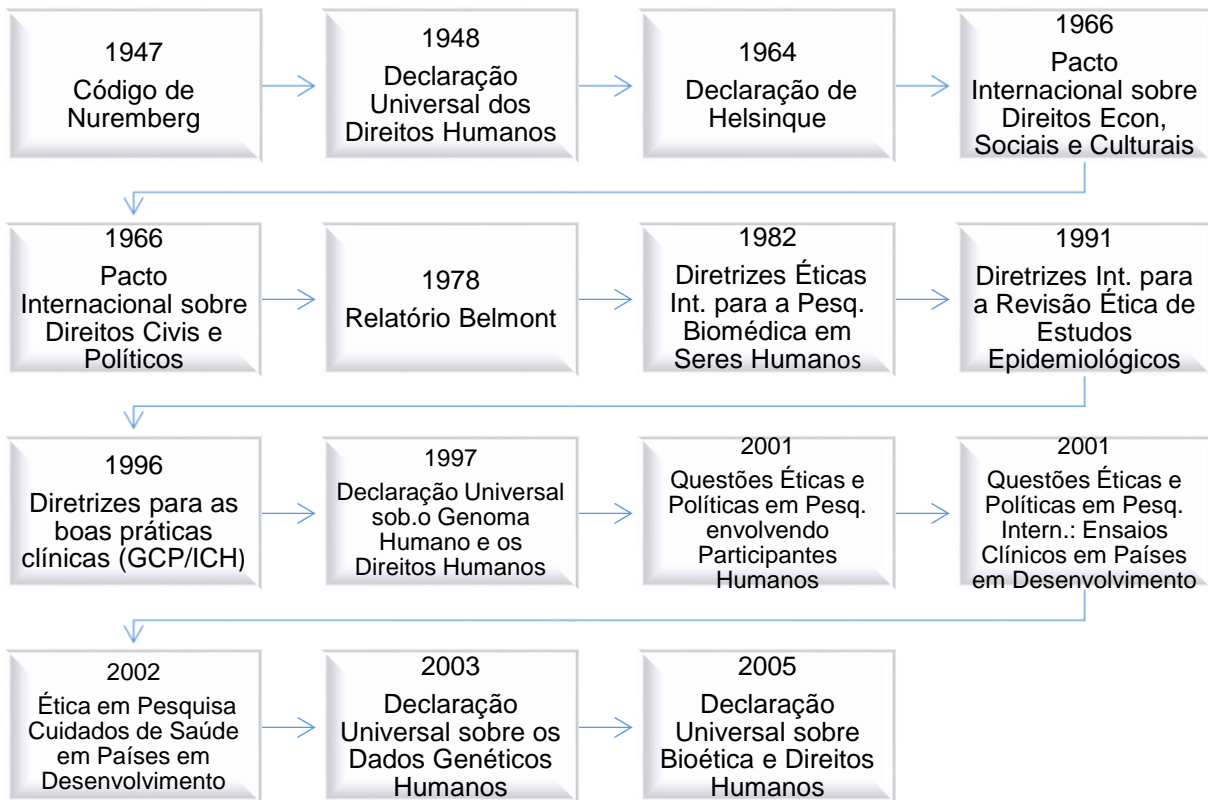 1947
Código de
Nuremberg
1948
Declaração
Universal dos
Direitos Humanos
1964
Declaração de
Helsinque
1966
Pacto
Internacional sobre
Direitos Econ,
Sociais e Culturais
1966
Pacto
Internacional sobre
Direitos Civis e
Políticos
1978
Relatório Belmont
1982
Diretrizes Éticas
Int. para a Pesq.
Biomédica em
Seres Humanos
1991
Diretrizes Int. para
a Revisão Ética de
Estudos
Epidemiológicos
1996
Diretrizes para as
boas práticas
clínicas (GCP/ICH)
1997
Declaração Universal
sob.o Genoma
Humano e os
Direitos Humanos
2001
Questões Éticas e
Políticas em Pesq.
envolvendo
Participantes
Humanos
2001
Questões Éticas e
Políticas em Pesq.
Intern.: Ensaios
Clínicos em Países
em Desenvolvimento
2002
Ética em Pesquisa
Cuidados de Saúde
em Países em
Desenvolvimento
2003
Declaração
Universal sobre os
Dados Genéticos
Humanos
2005
Declaração
Universal sobre
Bioética e Direitos
Humanos